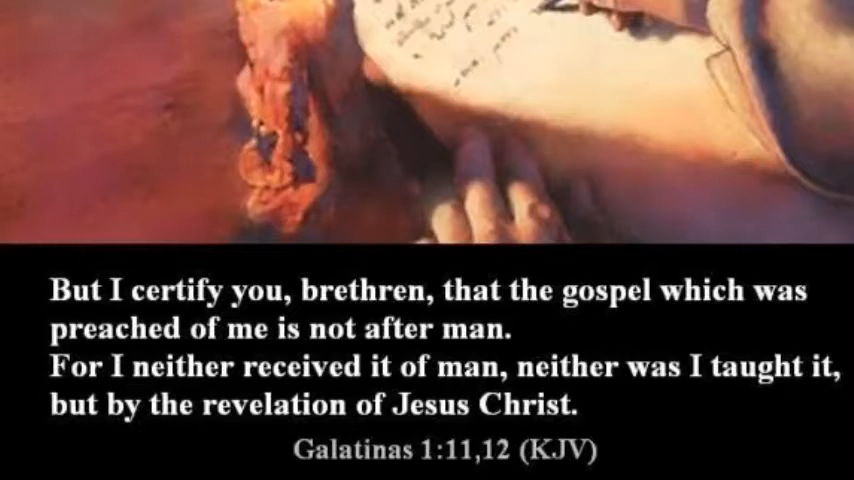 But I certify you, brethren, that the gospel which was
preached of me is not after man.
For I neither received it of man, neither was I taught it,
but by the revelation of Jesus Christ.
Galatinas 1:11,12 (KJV)